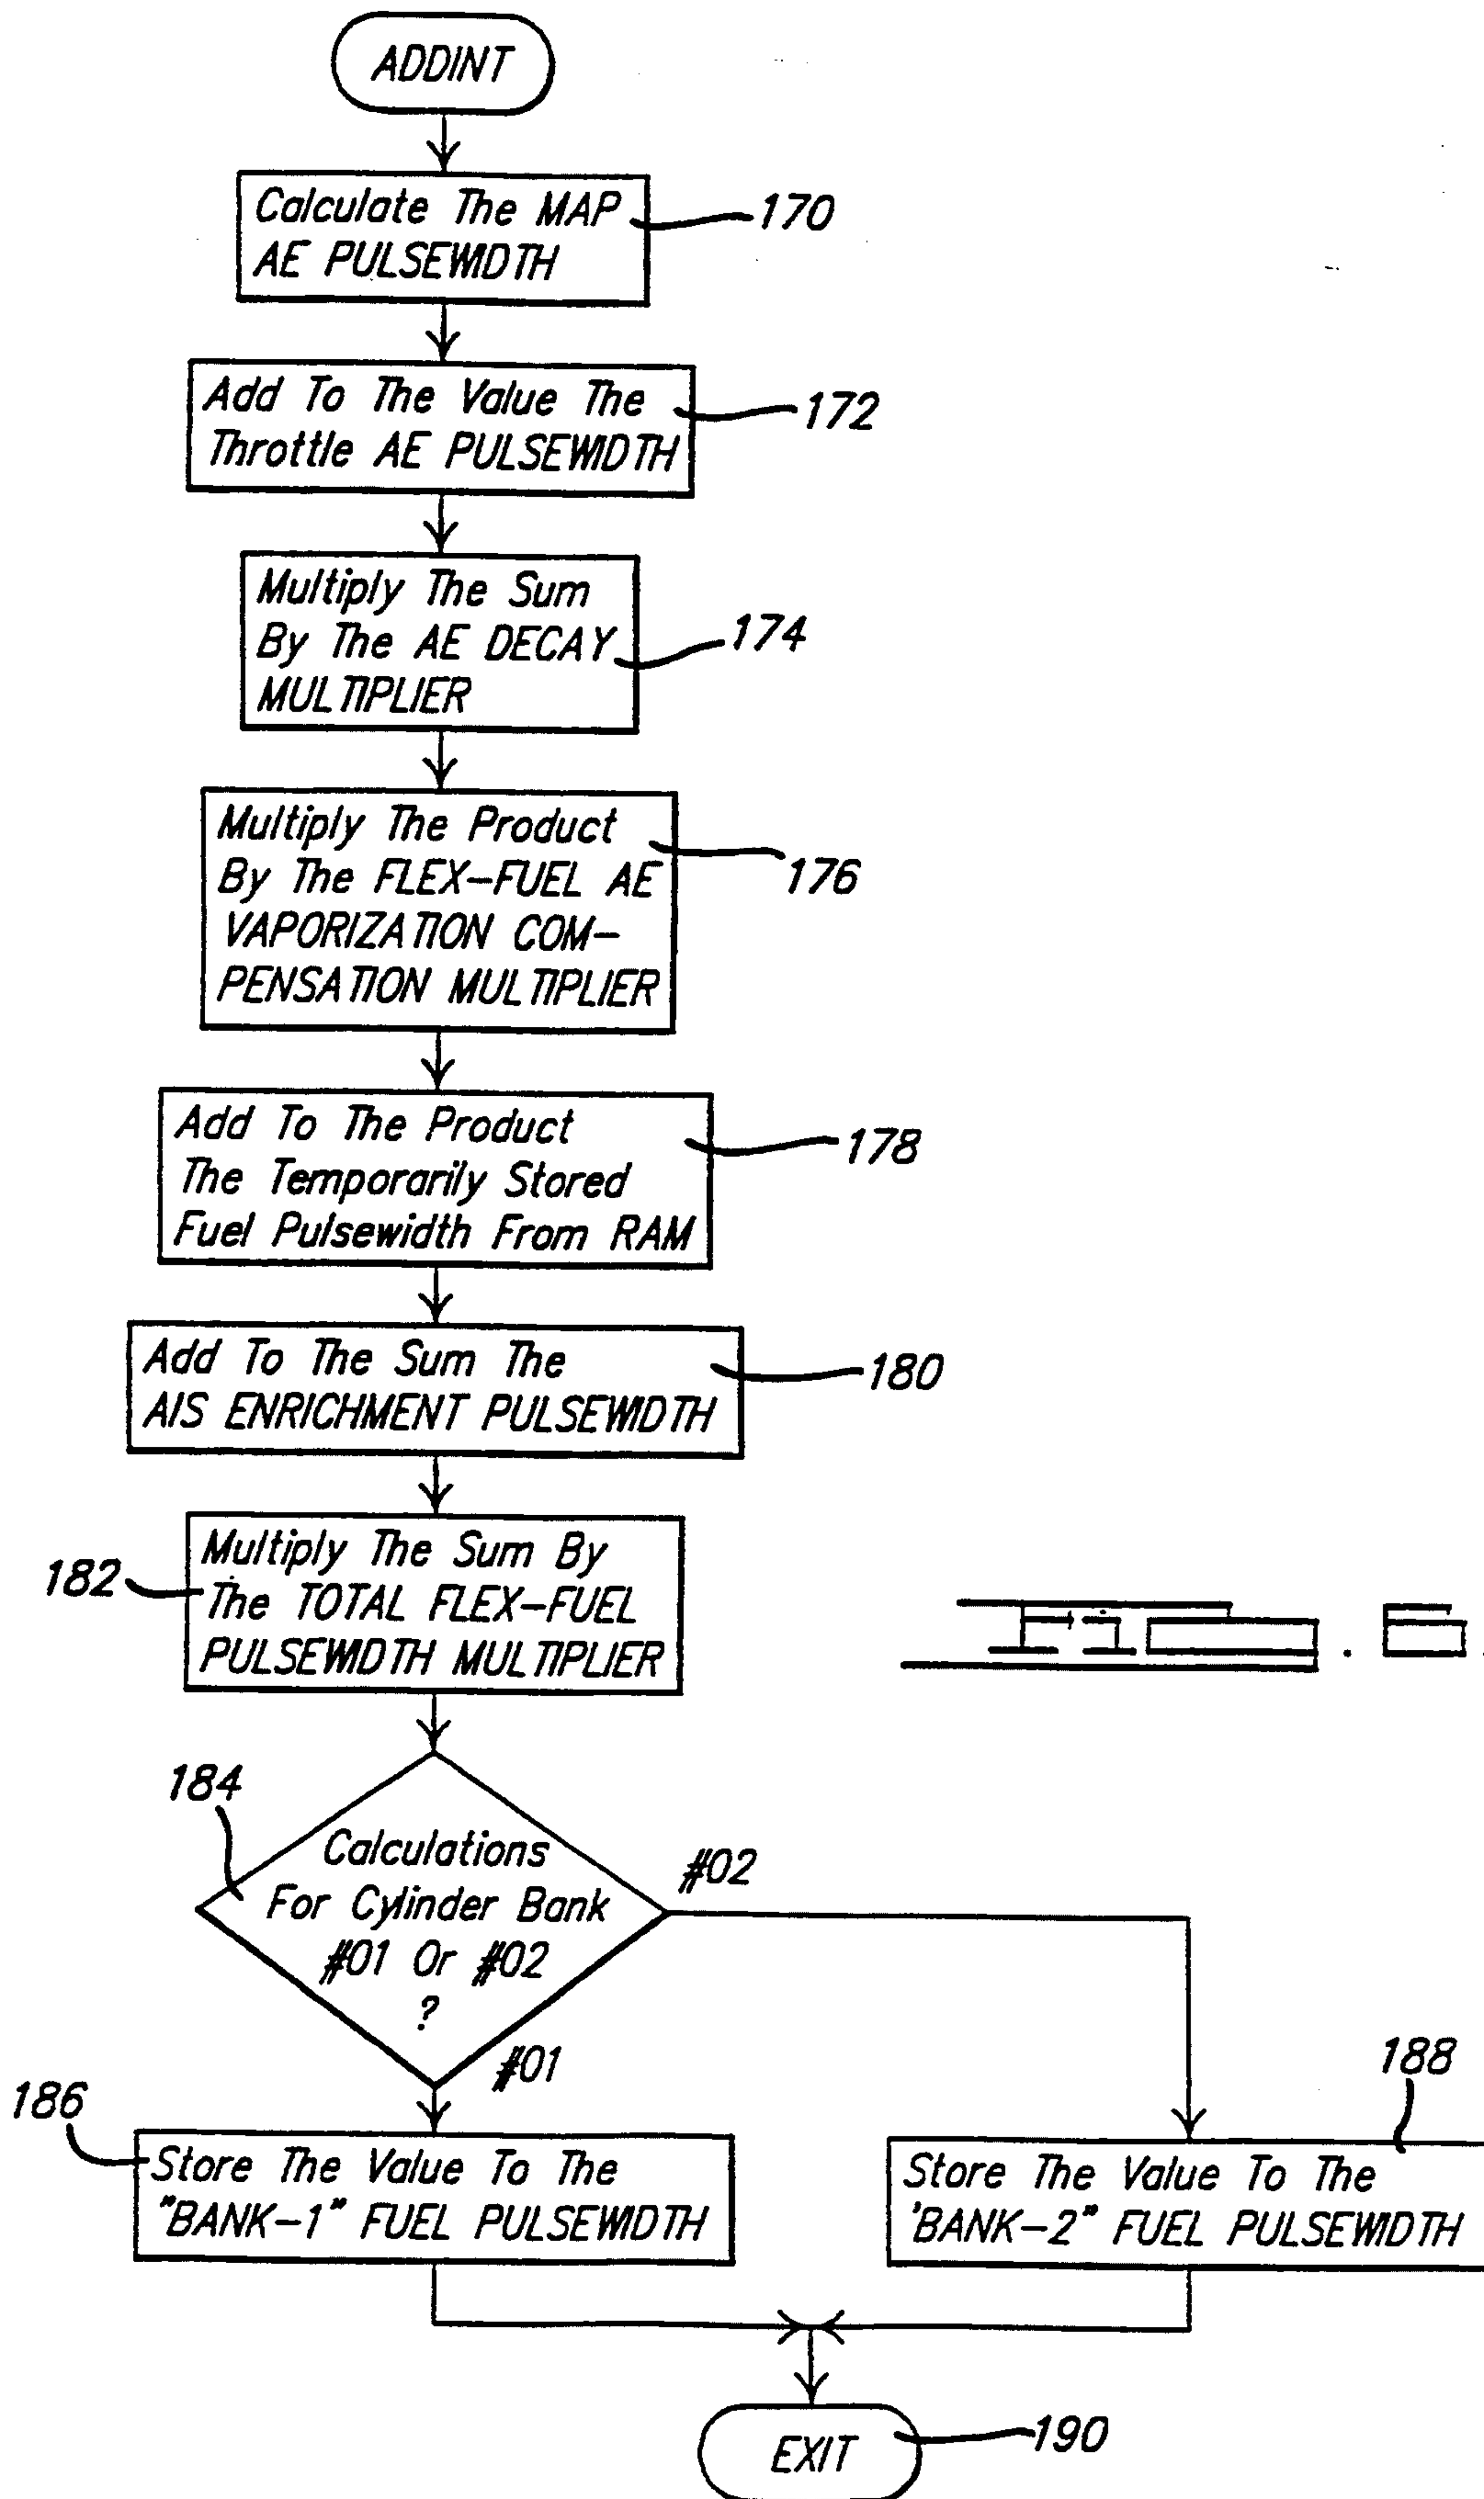 ADDINT
Calculate The MAP
AE PULSEWIDTH
170
Add To The Value The
Throttle AE PULSEWIDTH
172
Multiply The Sum
By The AE DECAY
MULTIPLIER
174
Multiply The Product
By The FLEX-FUEL AE
VAPORIZATION COM-
PENSATION MULTIPLIER
176
Add To The Product
The Temporarily Stored
Fuel Pulsewidth From RAM
178
Add To The Sum The
AIS ENRICHMENT PULSEWIDTH
180
Multiply The Sum By
The TOTAL FLEX-FUEL
PULSEWIDTH MULTIPLIER
182
184
Calculations
For Cylinder Bank
#01 Or #02
?
#02
#01
186
Store The Value To The
"BANK-1" FUEL PULSEWIDTH
188
Store The Value To The
'BANK-2" FUEL PULSEWIDTH
EXIT
190